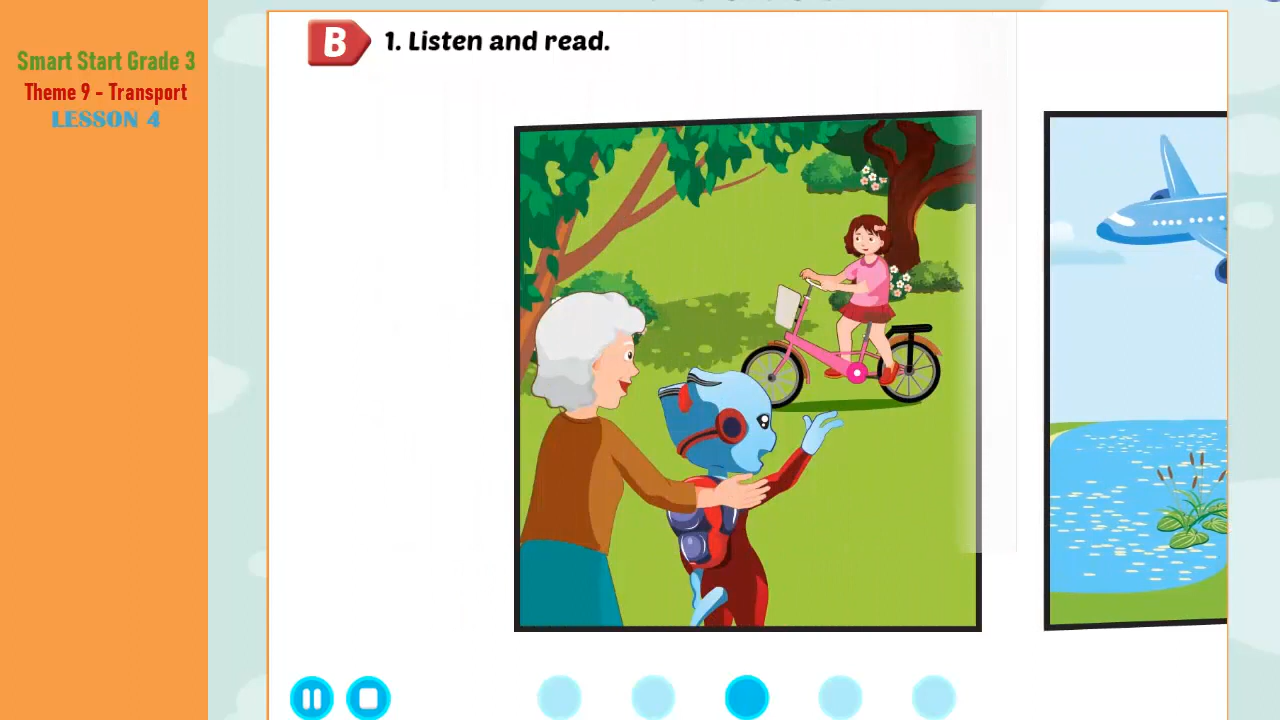 Smart Start Grade 3
Theme 9 - Transport
LESSON 4
B 1. Listen and read.